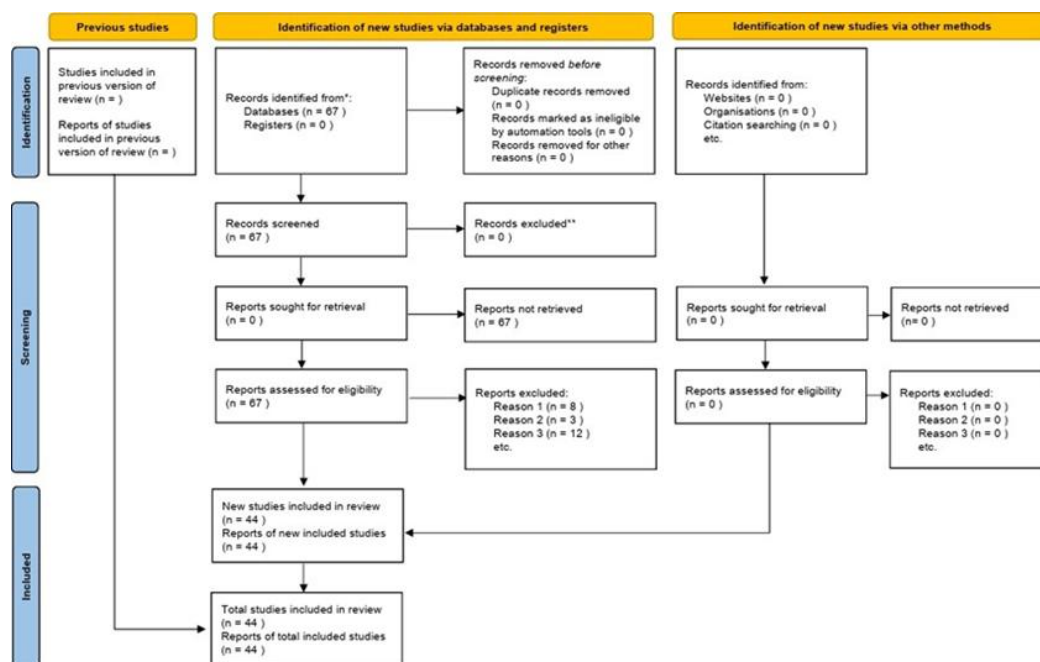 Previous studies
Identification of new studies via databases and registers
Identification of new studies via other methods
Identification
Studies included in
previous version of
review (n = )
Reports of studies
included in previous
version of review (n = )
Records identified from*:
Databases (n = 67 )
Registers (n = 0 )
Records removed before
screening:
Duplicate records removed
(n = 0 )
Records marked as ineligible
by automation tools (n = 0 )
Records removed for other
reasons (n = 0 )
Records identified from:
Websites (n = 0 )
Organisations (n = 0 )
Citation searching (n = 0 )
etc.
Screening
Records screened
(n = 67 )
Records excluded**
(n = 0 )
Reports sought for retrieval
(n = 0 )
Reports not retrieved
(n = 67 )
Reports sought for retrieval
(n = 0 )
Reports not retrieved
(n= 0 )
Reports assessed for eligibility
(n = 67 )
Reports excluded:
Reason 1 (n = 8 )
Reason 2 (n = 3 )
Reason 3 (n = 12 )
etc.
Reports assessed for eligibility
(n = 0 )
Reports excluded:
Reason 1 (n = 0 )
Reason 2 (n = 0 )
Reason 3 (n = 0 )
etc.
Included
New studies included in review
(n = 44 )
Reports of new included studies
(n = 44 )
Total studies included in review
(n = 44 )
Reports of total included studies
(n = 44 )